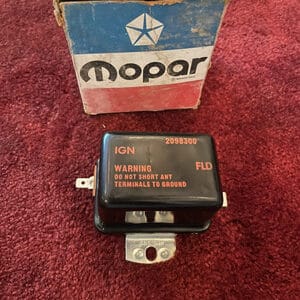 mopar
2098300
IGN
FLD
WARNING
DO NOT SHORT ANY
TERMINALS TO GROUND